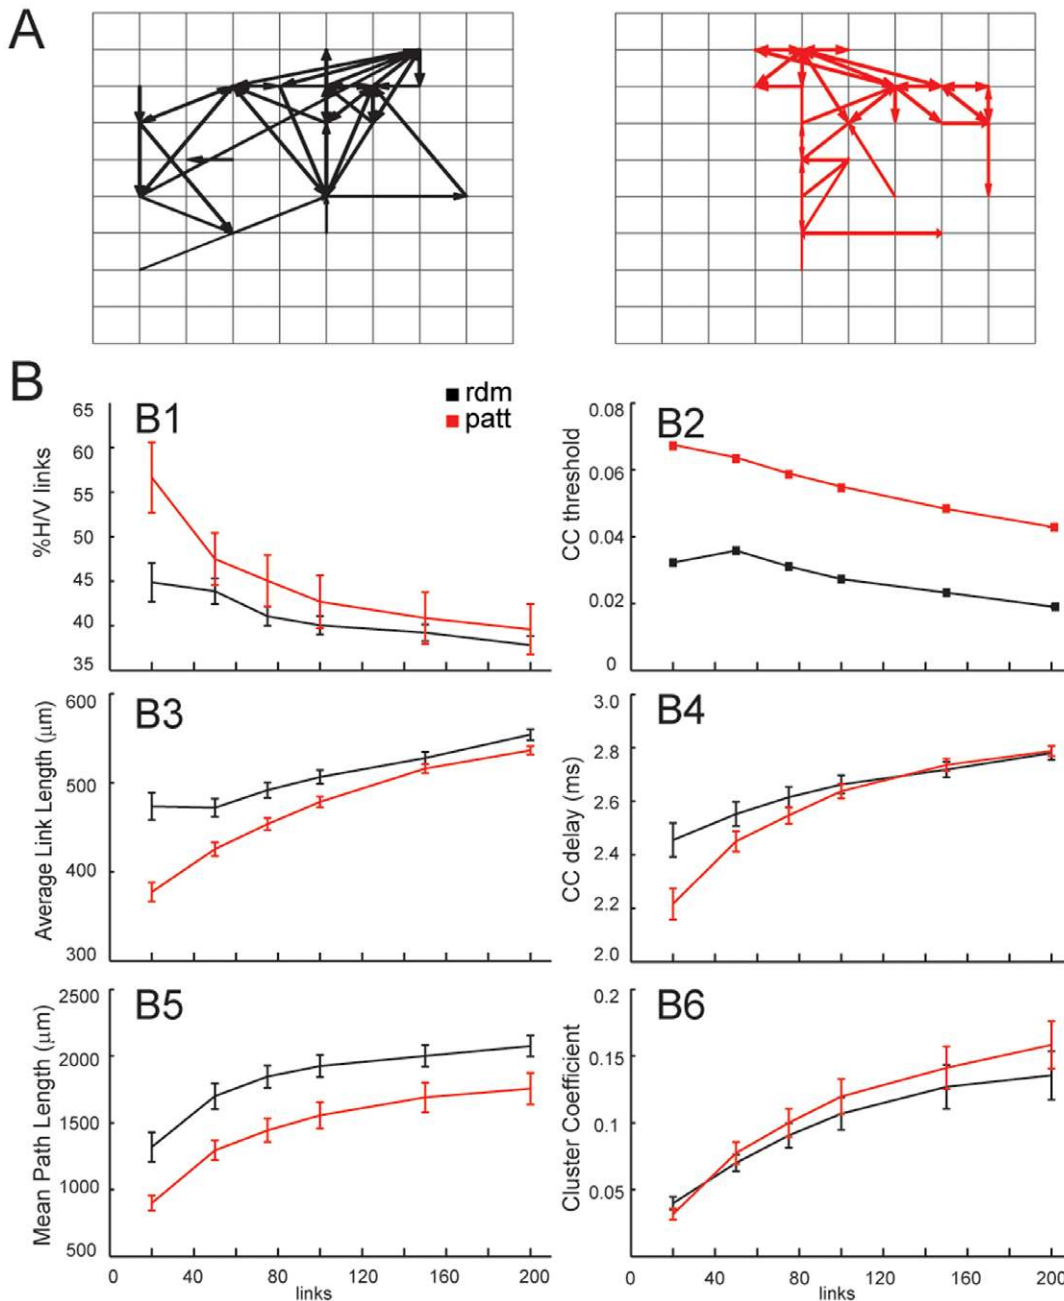 A
B
rdm
patt
B1
%H/V links
65
60
55
50
45
40
35
B2
CC threshold
0.08
0.06
0.04
0.02
0
B3
Average Link Length (μm)
600
500
400
300
B4
CC delay (ms)
3.0
2.8
2.6
2.4
2.2
2.0
B5
Mean Path Length (μm)
2500
2000
1500
1000
500
0 40 80 120 160 200
links
B6
Cluster Coefficient
0.2
0.15
0.1
0.05
0 40 80 120 160 200
links